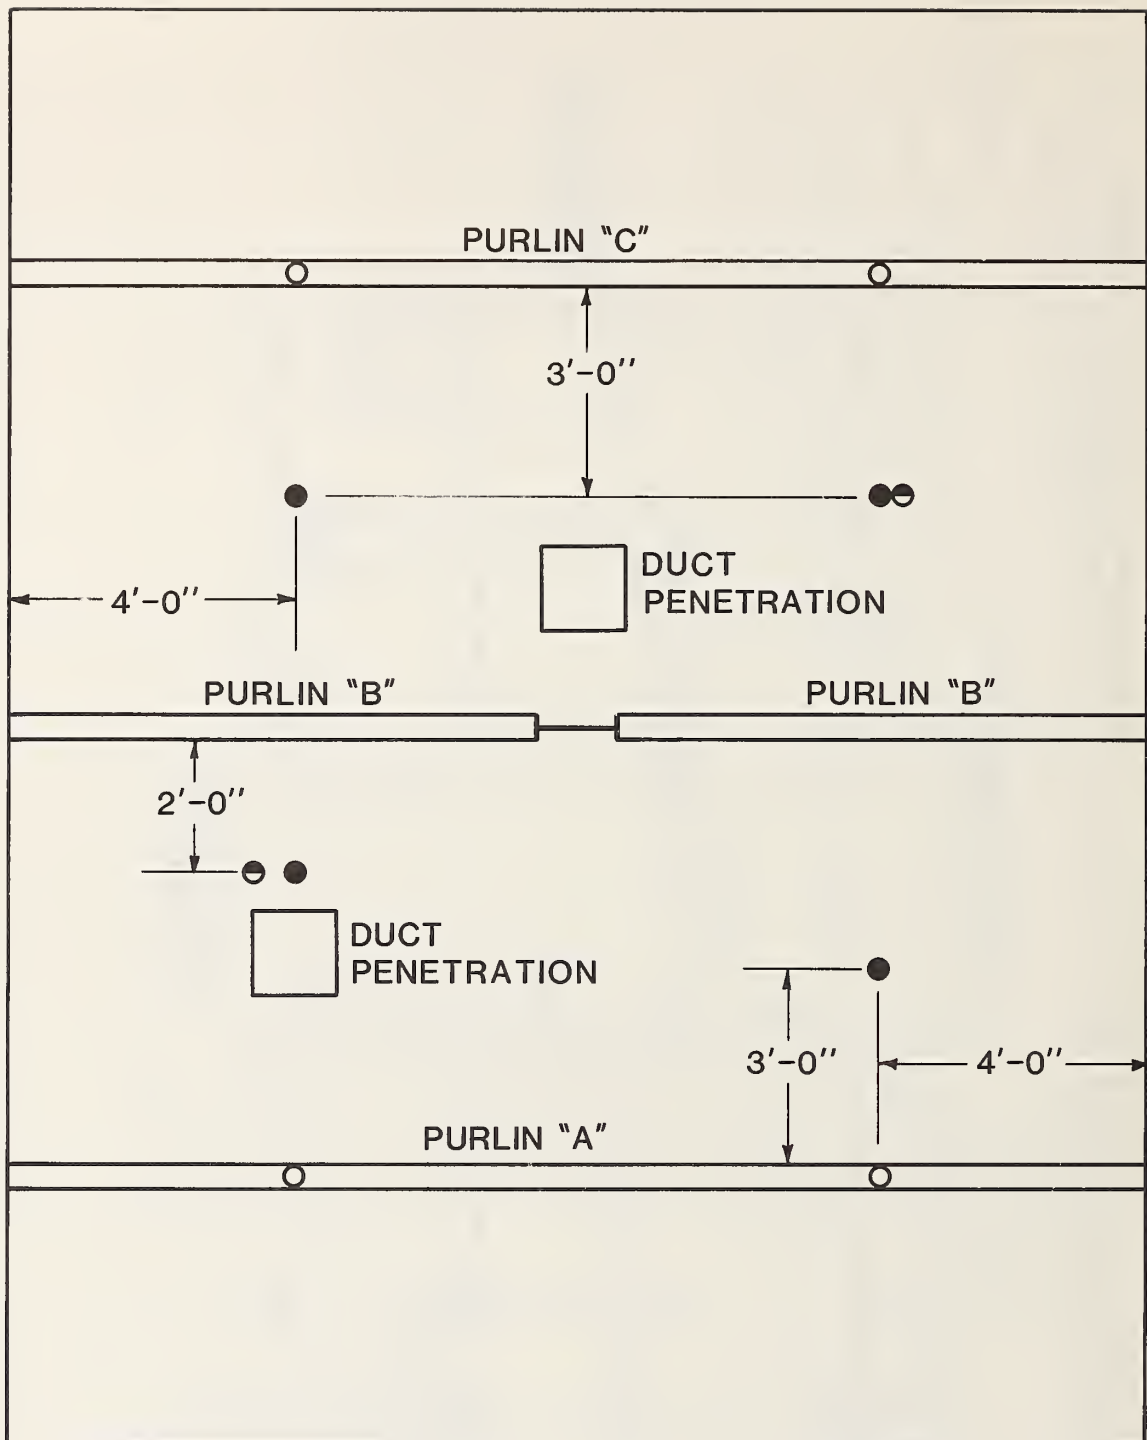 PURLIN "C"
3'-0"
DUCT
PENETRATION
4'-0"
PURLIN "B" PURLIN "B"
2'-0"
DUCT
PENETRATION
3'-0" 4'-0"
PURLIN "A"